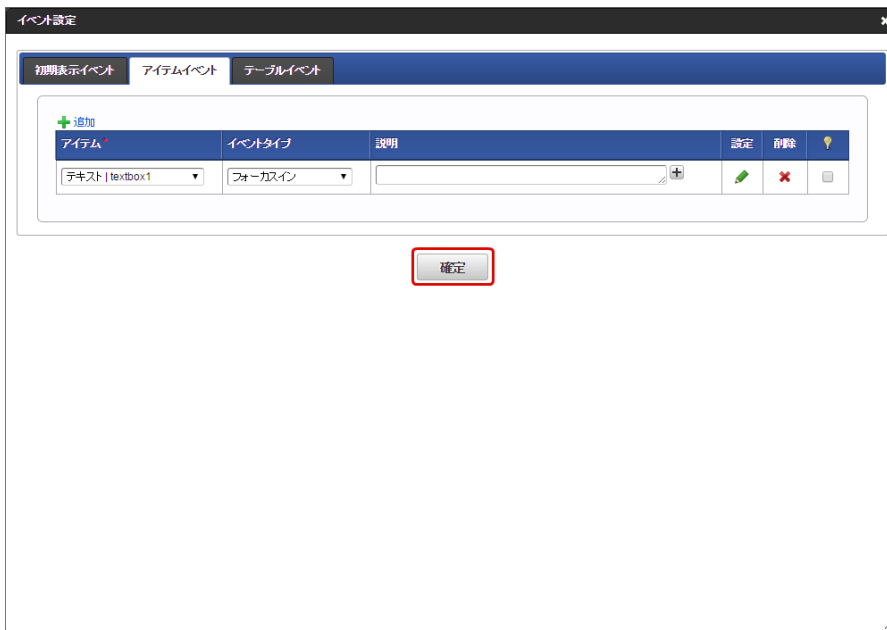 イベント設定
初期表示イベント アイテムイベント テーブルイベント
追加
アイテム* イベントタイプ 説明 設定 削除
テキスト | textbox1 フォーカスイン
確定